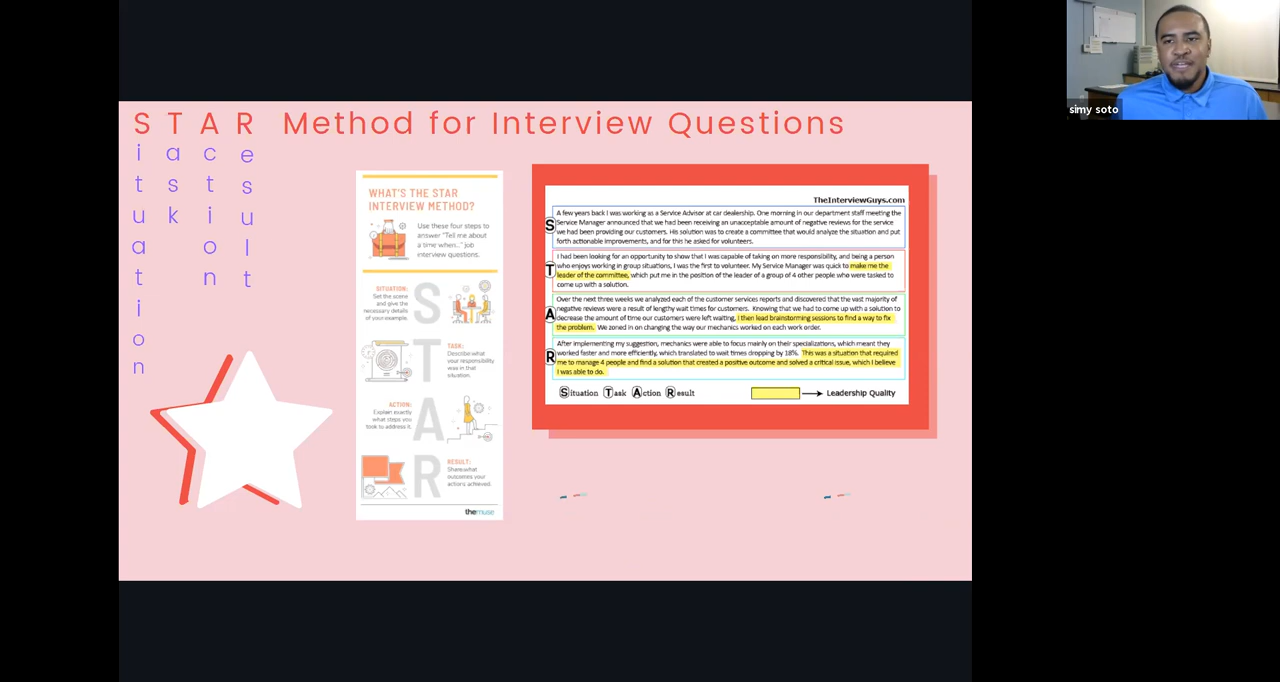 STAR Method for Interview Questions
Situation
Task
Action
Result
WHAT'S THE STAR
INTERVIEW METHOD?
Use these four steps to
answer "Tell me about
a time when..." job
interview questions.
SITUATION:
Set the scene
and give the
necessary details
of your example.
S
TASK:
Describe what
your responsibility
was in that
situation.
T
ACTION:
Explain exactly
what steps you
took to address it.
A
RESULT:
Share what
outcomes your
actions achieved.
R
themuse
TheInterviewGuys.com
S
A few years back I was working as a Service Advisor at car dealership. One morning in our department staff meeting the
Service Manager announced that we had been receiving an unacceptable amount of negative reviews for the service
we had been providing our customers. His solution was to create a committee that would analyze the situation and put
forth actionable improvements, and for this he asked for volunteers.
T
I had been looking for an opportunity to show that I was capable of taking on more responsibility, and being a person
who enjoys working in group situations, I was the first to volunteer. My Service Manager was quick to make me the
leader of the committee, which put me in the position of the leader of a group of 4 other people who were tasked to
come up with a solution.
A
Over the next three weeks we analyzed each of the customer services reports and discovered that the vast majority of
negative reviews were a result of lengthy wait times for customers. Knowing that we had to come up with a solution to
decrease the amount of time our customers were left waiting, I then lead brainstorming sessions to find a way to fix
the problem. We zoned in on changing the way our mechanics worked on each work order.
R
After implementing my suggestion, mechanics were able to focus mainly on their specializations, which meant they
worked faster and more efficiently, which translated to wait times dropping by 18%. This was a situation that required
me to manage 4 people and find a solution that created a positive outcome and solved a critical issue, which I believe
I was able to do.
Situation Task Action Result
Leadership Quality
simy soto